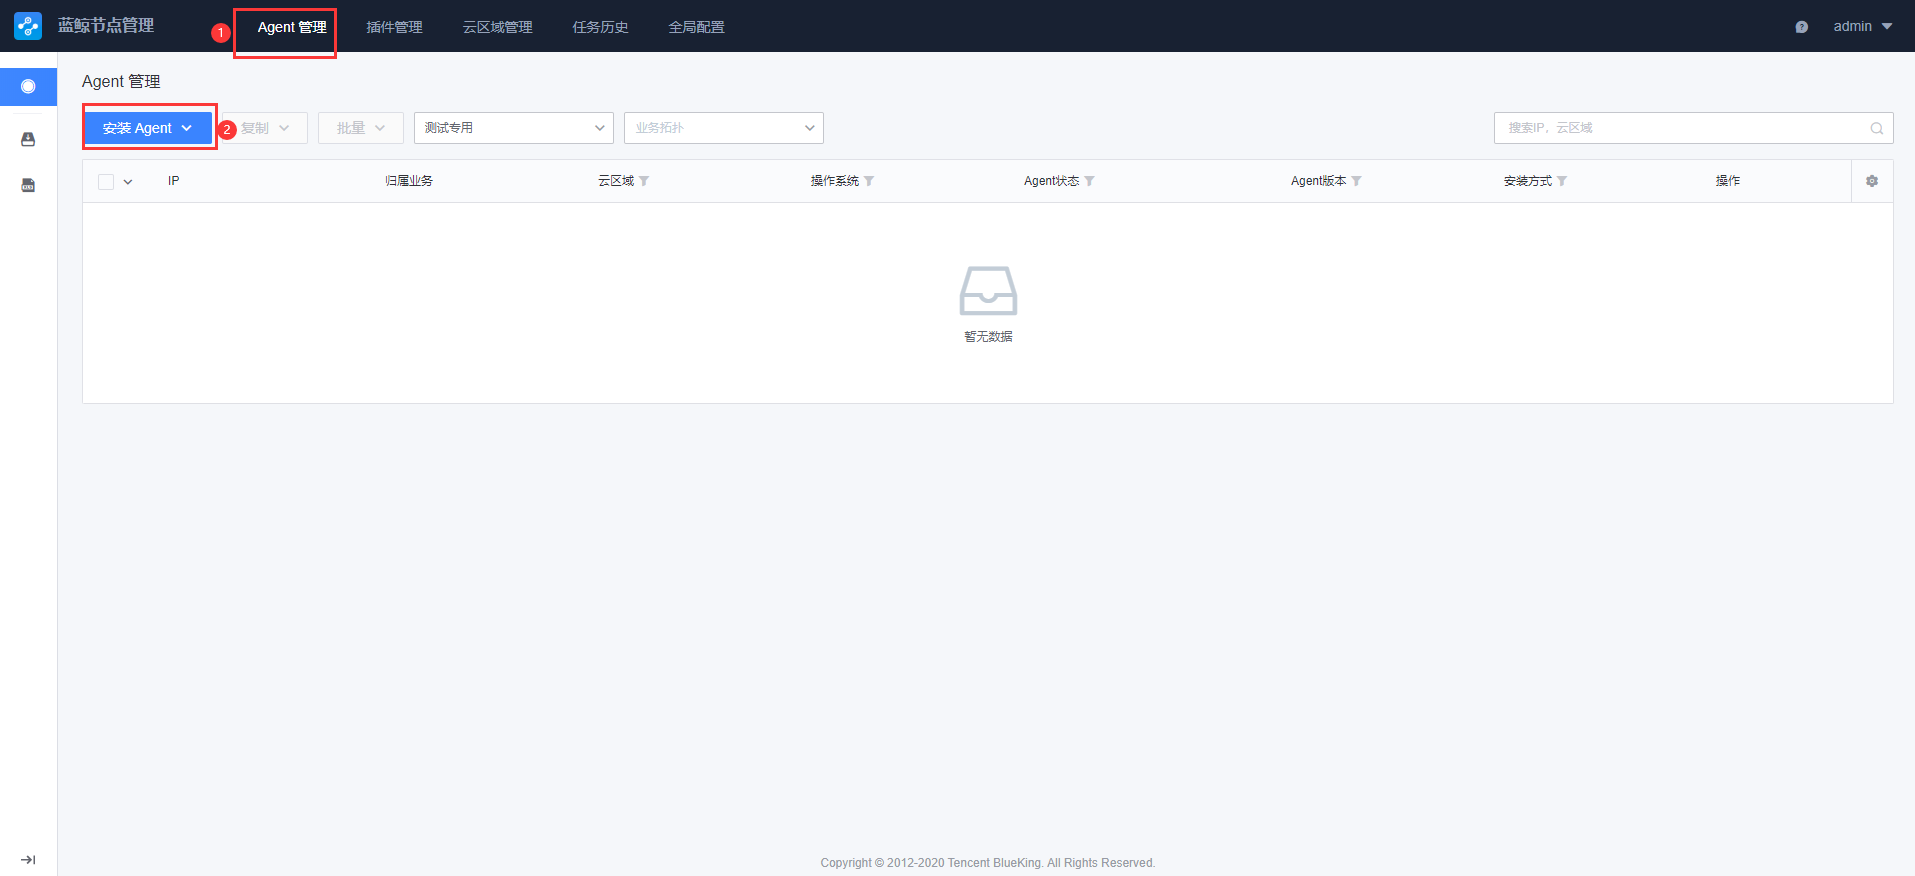 蓝鲸节点管理 1 Agent 管理 插件管理 云区域管理 任务历史 全局配置 ? admin
Agent 管理
安装 Agent 2 复制 批量 测试专用 业务拓扑 搜索IP，云区域
IP 归属业务 云区域 操作系统 Agent状态 Agent版本 安装方式 操作
暂无数据
Copyright © 2012-2020 Tencent BlueKing. All Rights Reserved.